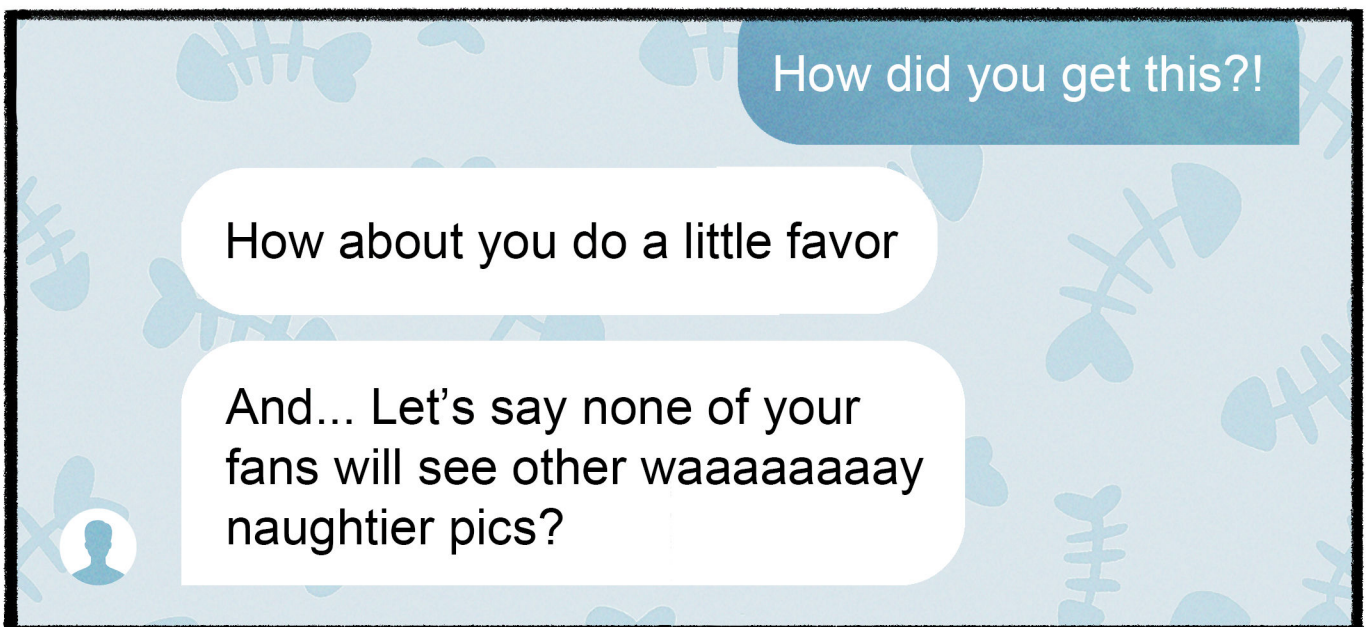 How did you get this?!
How about you do a little favor
And... Let’s say none of your
fans will see other waaaaaaaay
naughtier pics?